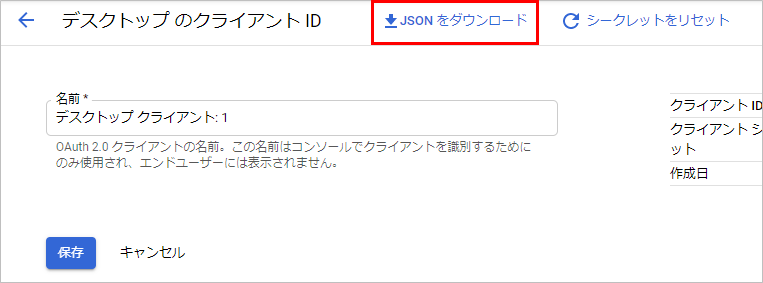 デスクトップ のクライアント ID
JSON をダウンロード
シークレットをリセット
名前 *
デスクトップ クライアント: 1
OAuth 2.0 クライアントの名前。この名前はコンソールでクライアントを識別するために
のみ使用され、エンドユーザーには表示されません。
クライアント ID
クライアント シ
ット
作成日
保存
キャンセル